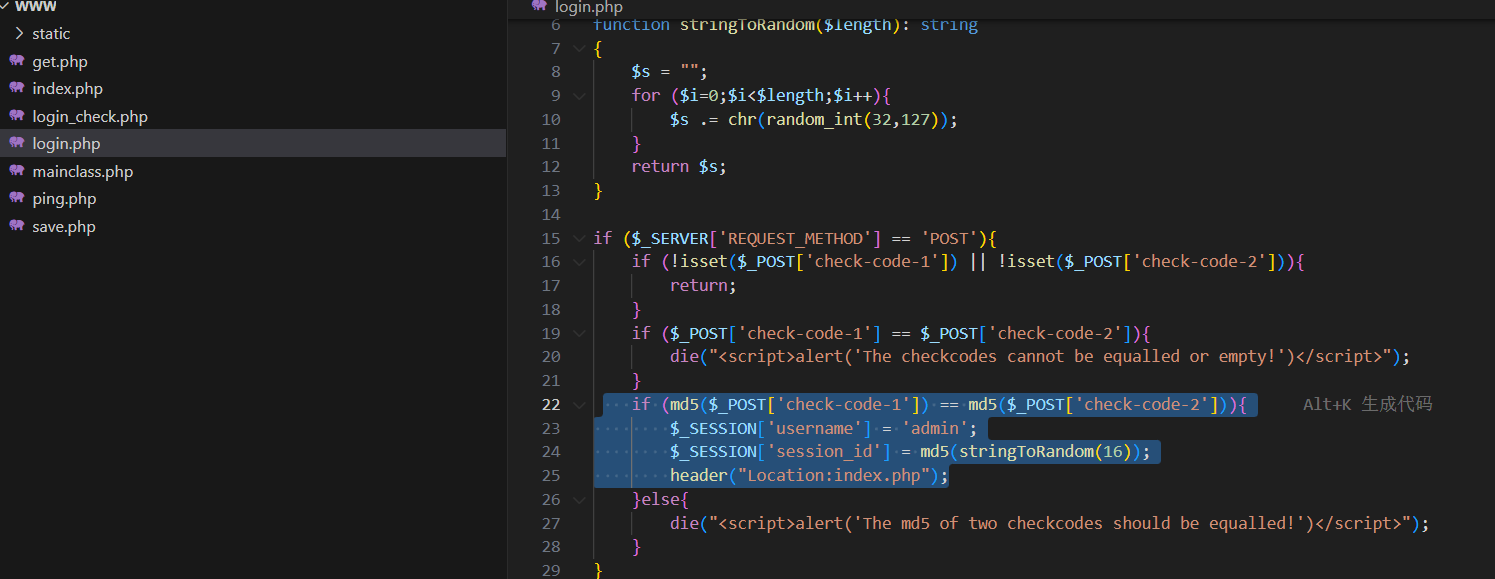 WWW
static
get.php
index.php
login_check.php
login.php
mainclass.php
ping.php
save.php
login.php
6 function stringToRandom($length): string
7 {
8 $s = "";
9 for ($i=0;$i<$length;$i++){
10 $s .= chr(random_int(32,127));
11 }
12 return $s;
13 }
14
15 if ($_SERVER['REQUEST_METHOD'] == 'POST'){
16 if (!isset($_POST['check-code-1']) || !isset($_POST['check-code-2'])){
17 return;
18 }
19 if ($_POST['check-code-1'] == $_POST['check-code-2']){
20 die("<script>alert('The checkcodes cannot be equalled or empty!')</script>");
21 }
22 if (md5($_POST['check-code-1']) == md5($_POST['check-code-2'])){ Alt+K 生成代码
23 $_SESSION['username'] = 'admin';
24 $_SESSION['session_id'] = md5(stringToRandom(16));
25 header("Location:index.php");
26 }else{
27 die("<script>alert('The md5 of two checkcodes should be equalled!')</script>");
28 }
29 }